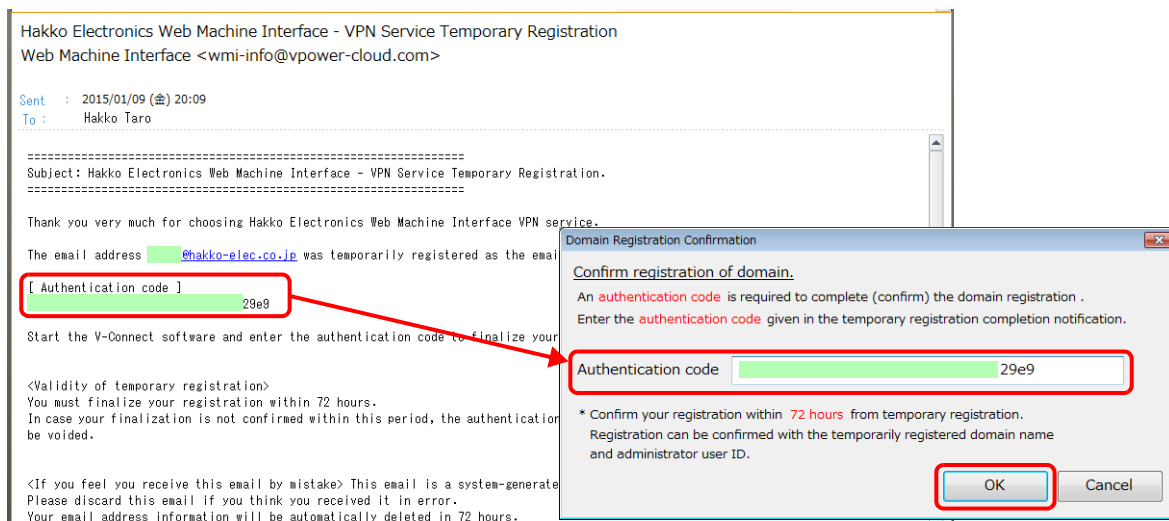 Hakko Electronics Web Machine Interface - VPN Service Temporary Registration
Web Machine Interface <wmi-info@vpower-cloud.com>
Sent : 2015/01/09 (金) 20:09
To : Hakko Taro
=================================================================
Subject: Hakko Electronics Web Machine Interface - VPN Service Temporary Registration.
=================================================================
Thank you very much for choosing Hakko Electronics Web Machine Interface VPN service.
The email address @hakko-elec.co.jp was temporarily registered as the emai
[ Authentication code ]
29e9
Start the V-Connect software and enter the authentication code to finalize your
<Validity of temporary registration>
You must finalize your registration within 72 hours.
In case your finalization is not confirmed within this period, the authentication
be voided.
<If you feel you receive this email by mistake> This email is a system-generate
Please discard this email if you think you received it in error.
Your email address information will be automatically deleted in 72 hours.
Domain Registration Confirmation
Confirm registration of domain.
An authentication code is required to complete (confirm) the domain registration .
Enter the authentication code given in the temporary registration completion notification.
Authentication code 29e9
* Confirm your registration within 72 hours from temporary registration.
Registration can be confirmed with the temporarily registered domain name
and administrator user ID.
OK Cancel